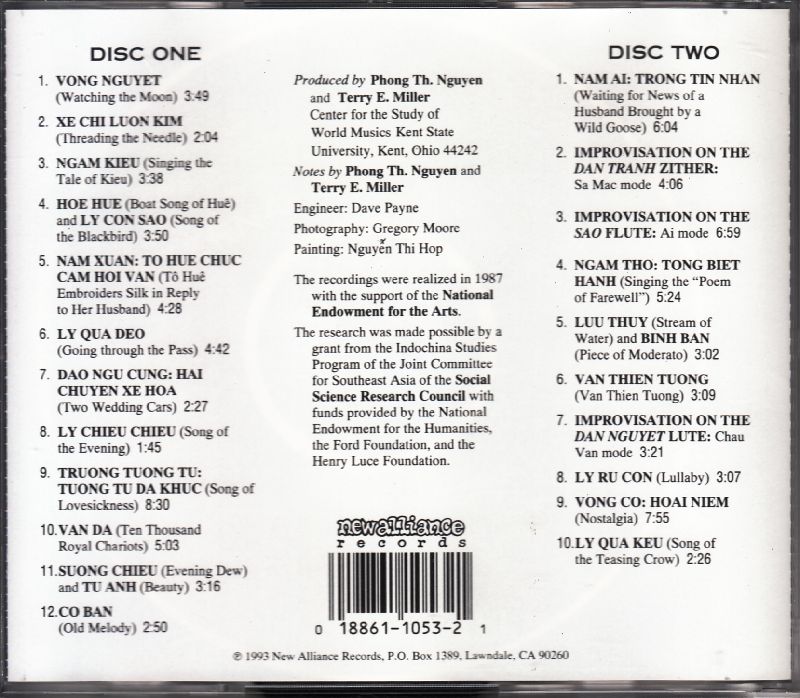 DISC ONE
1. VONG NGUYET
(Watching the Moon) 3:49
2. XE CHI LUON KIM
(Threading the Needle) 2:04
3. NGAM KIEU (Singing the
Tale of Kieu) 3:38
4. HOE HUE (Boat Song of Huê)
and LY CON SAO (Song of
the Blackbird) 3:50
5. NAM XUAN: TO HUE CHUC
CAM HOI VAN (Tô Huê
Embroiders Silk in Reply
to Her Husband) 4:28
6. LY QUA DEO
(Going through the Pass) 4:42
7. DAO NGU CUNG: HAI
CHUYEN XE HOA
(Two Wedding Cars) 2:27
8. LY CHIEU CHIEU (Song of
the Evening) 1:45
9. TRUONG TUONG TU:
TUONG TU DA KHUC (Song of
Lovesickness) 8:30
10. VAN DA (Ten Thousand
Royal Chariots) 5:03
11. SUONG CHIEU (Evening Dew)
and TU ANH (Beauty) 3:16
12. CO BAN
(Old Melody) 2:50
Produced by Phong Th. Nguyen
and Terry E. Miller
Center for the Study of
World Musics Kent State
University, Kent, Ohio 44242
Notes by Phong Th. Nguyen and
Terry E. Miller
Engineer: Dave Payne
Photography: Gregory Moore
Painting: Nguyễn Thi Hop
The recordings were realized in 1987
with the support of the National
Endowment for the Arts.
The research was made possible by a
grant from the Indochina Studies
Program of the Joint Committee
for Southeast Asia of the Social
Science Research Council with
funds provided by the National
Endowment for the Humanities,
the Ford Foundation, and the
Henry Luce Foundation.
new alliance
records
0 18861-1053-2 1
DISC TWO
1. NAM AI: TRONG TIN NHAN
(Waiting for News of a
Husband Brought by a
Wild Goose) 6:04
2. IMPROVISATION ON THE
DAN TRANH ZITHER:
Sa Mac mode 4:06
3. IMPROVISATION ON THE
SAO FLUTE: Ai mode 6:59
4. NGAM THO: TONG BIET
HANH (Singing the "Poem
of Farewell") 5:24
5. LUU THUY (Stream of
Water) and BINH BAN
(Piece of Moderato) 3:02
6. VAN THIEN TUONG
(Van Thien Tuong) 3:09
7. IMPROVISATION ON THE
DAN NGUYET LUTE: Chau
Van mode 3:21
8. LY RU CON (Lullaby) 3:07
9. VONG CO: HOAI NIEM
(Nostalgia) 7:55
10. LY QUA KEU (Song of
the Teasing Crow) 2:26
℗ 1993 New Alliance Records, P.O. Box 1389, Lawndale, CA 90260